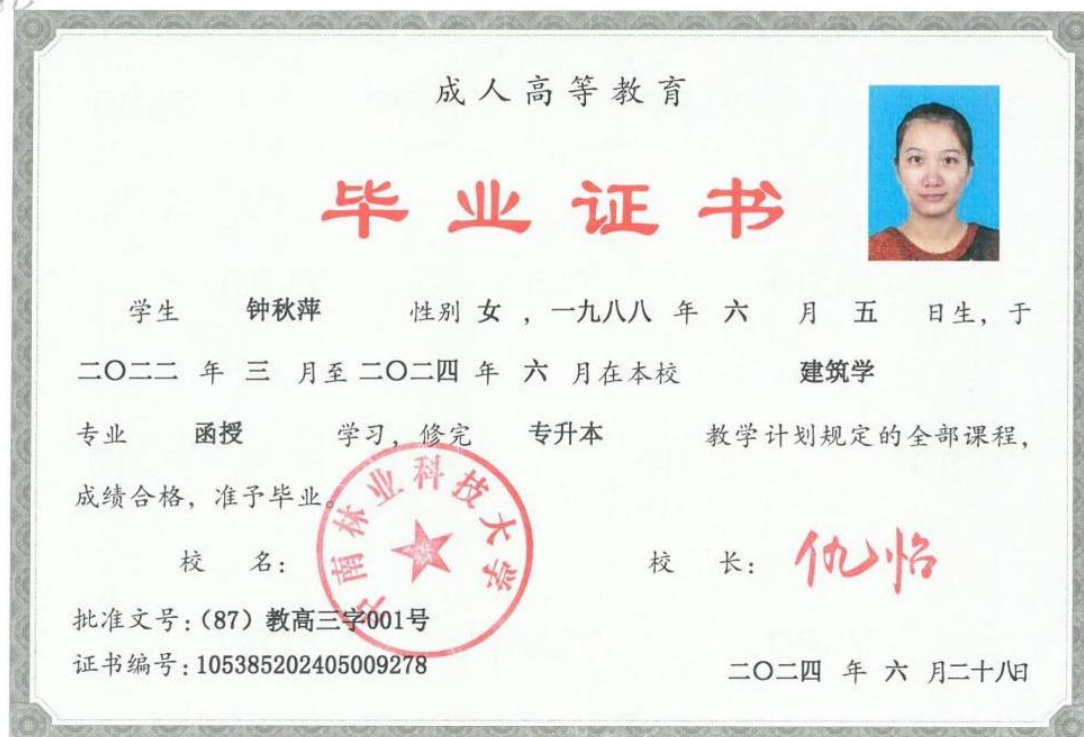 成人高等教育
毕业证书
学生 钟秋萍 性别 女 ，一九八八 年 六 月 五 日生，于
二〇二二 年 三 月至 二〇二四 年 六 月在本校 建筑学
专业 函授 学习，修完 专升本 教学计划规定的全部课程，
成绩合格，准予毕业。
校 名： 中南林业科技大学 校 长： 仇怡
批准文号：（87）教高三字001号
证书编号：105385202405009278
二〇二四 年 六 月二十八日